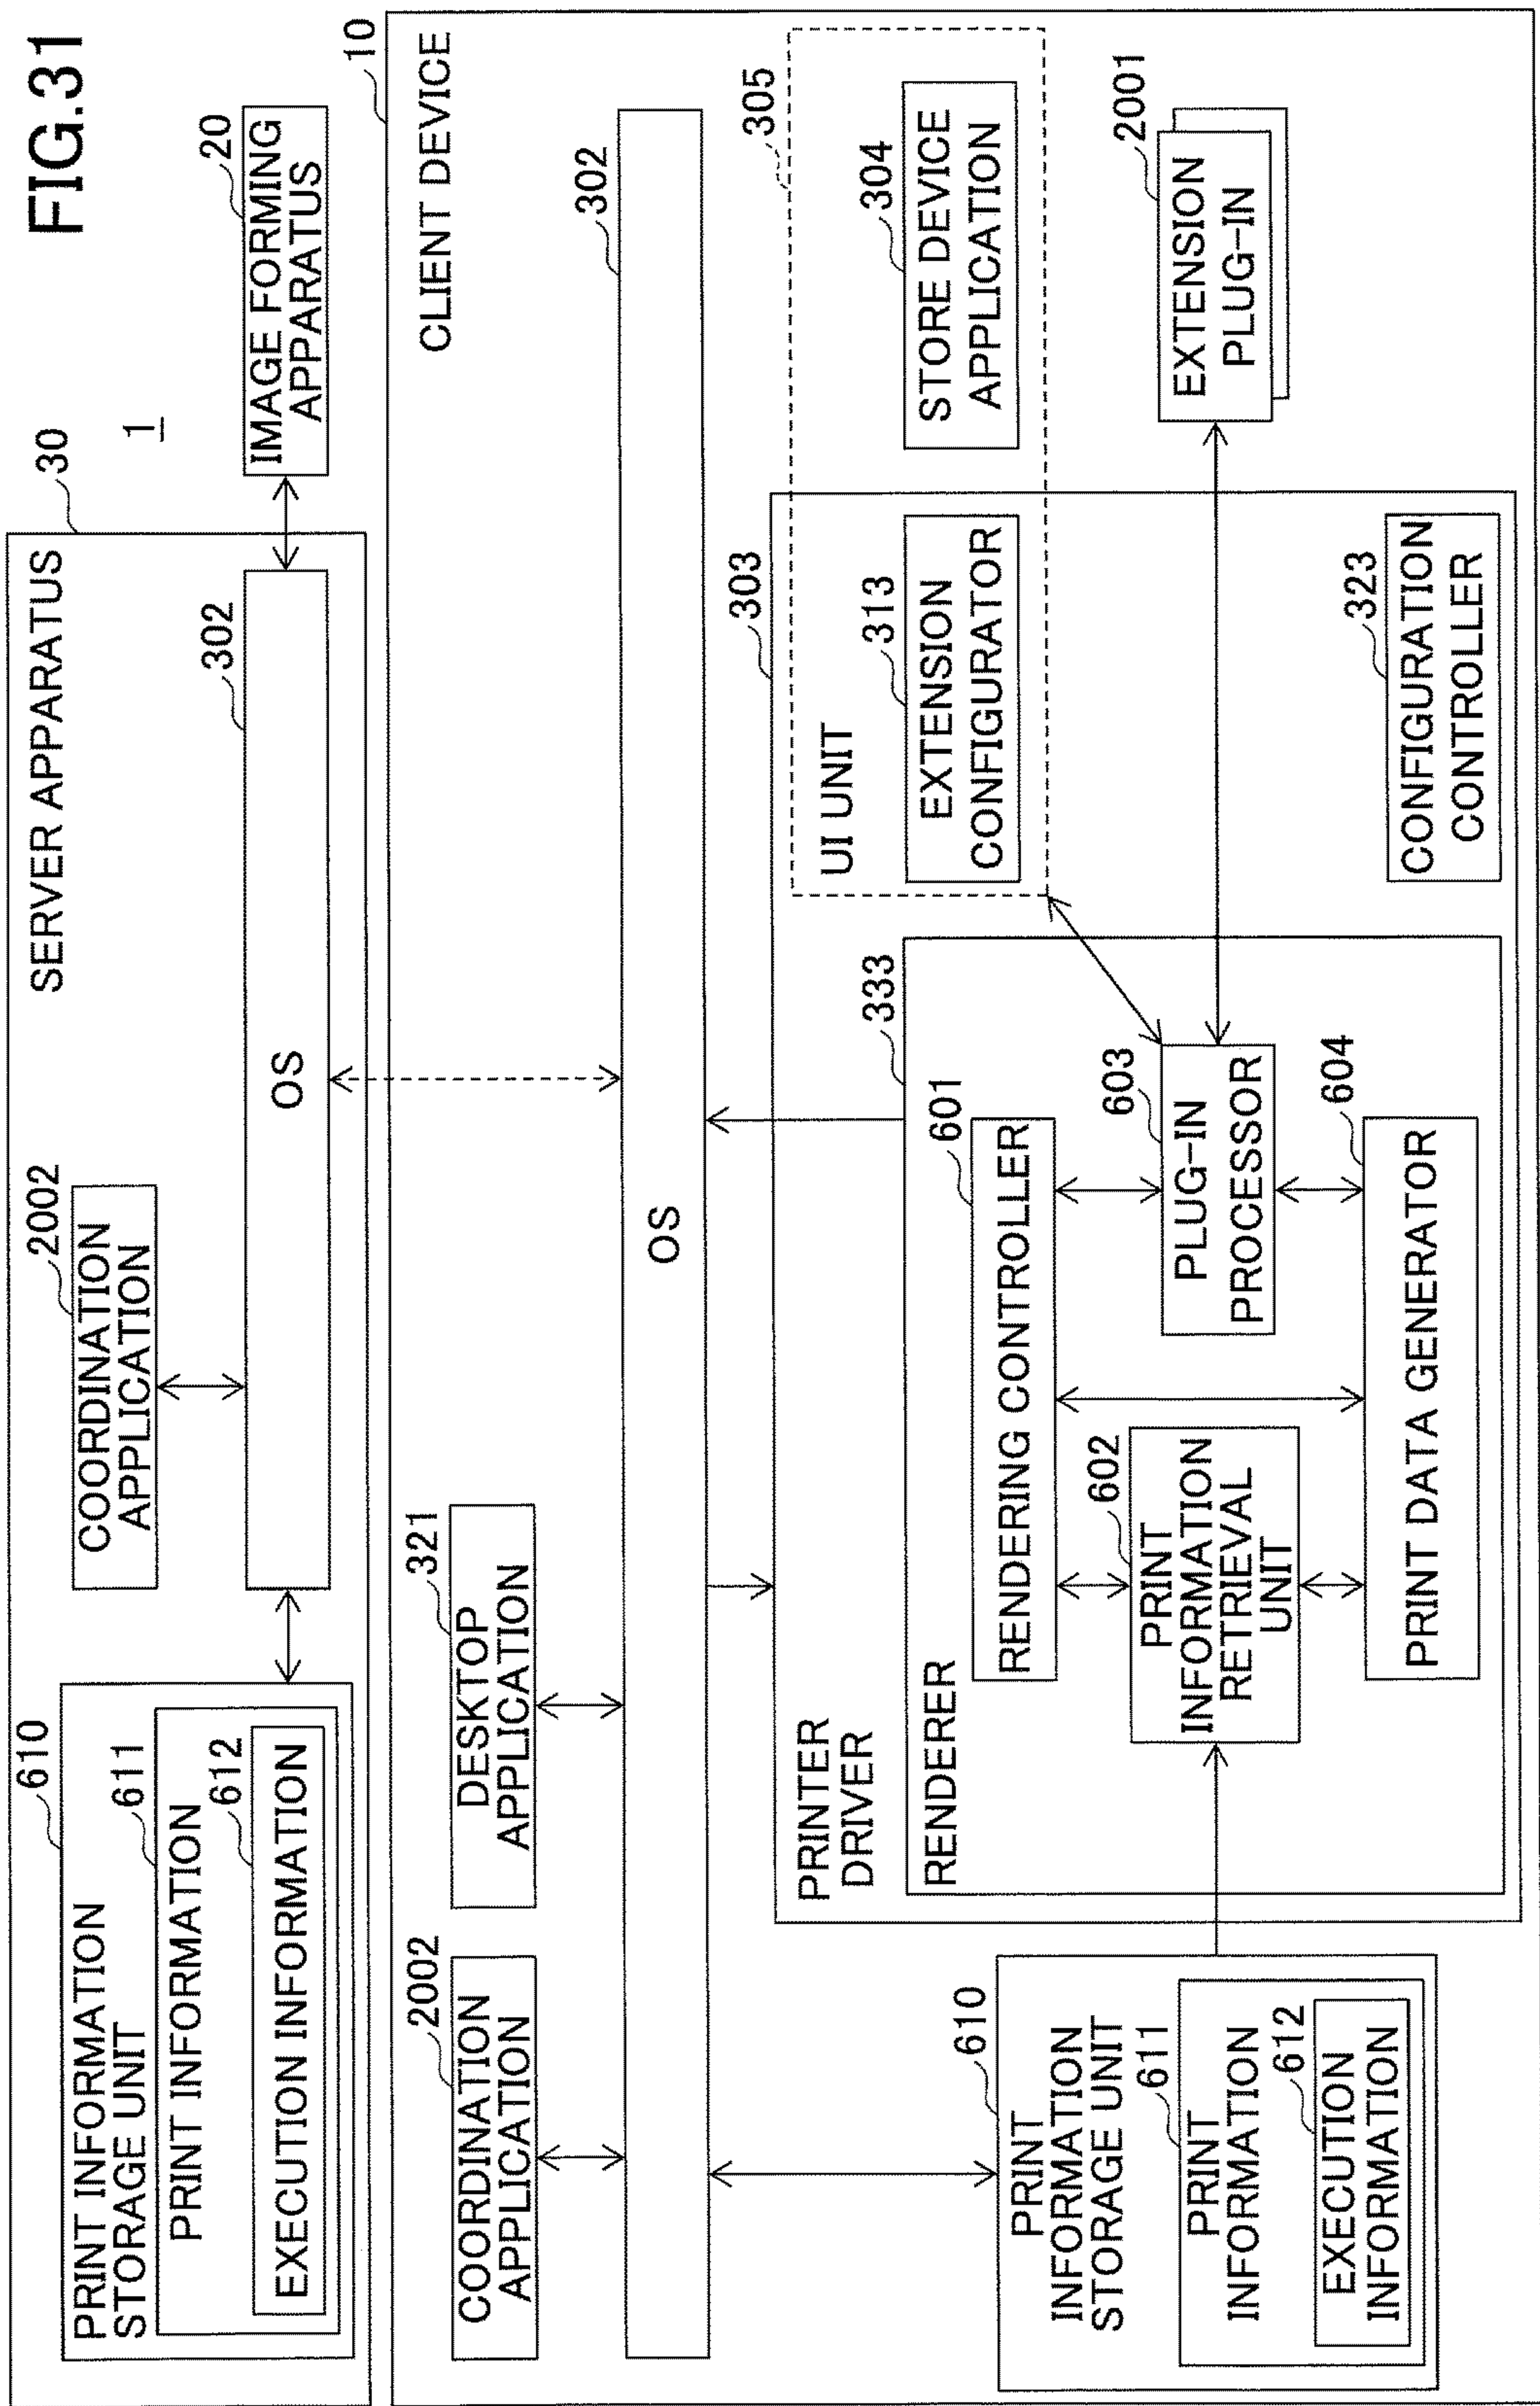 FIG.31
1
30
SERVER APPARATUS
610
PRINT INFORMATION
STORAGE UNIT
611
PRINT INFORMATION
612
EXECUTION INFORMATION
2002
COORDINATION
APPLICATION
302
OS
20
IMAGE FORMING
APPARATUS
10
CLIENT DEVICE
2002
COORDINATION
APPLICATION
321
DESKTOP
APPLICATION
302
OS
610
PRINT
INFORMATION
STORAGE UNIT
611
PRINT
INFORMATION
612
EXECUTION
INFORMATION
303
PRINTER
DRIVER
333
RENDERER
601
RENDERING CONTROLLER
602
PRINT
INFORMATION
RETRIEVAL
UNIT
603
PLUG-IN
PROCESSOR
604
PRINT DATA GENERATOR
305
UI UNIT
313
EXTENSION
CONFIGURATOR
304
STORE DEVICE
APPLICATION
323
CONFIGURATION
CONTROLLER
2001
EXTENSION
PLUG-IN